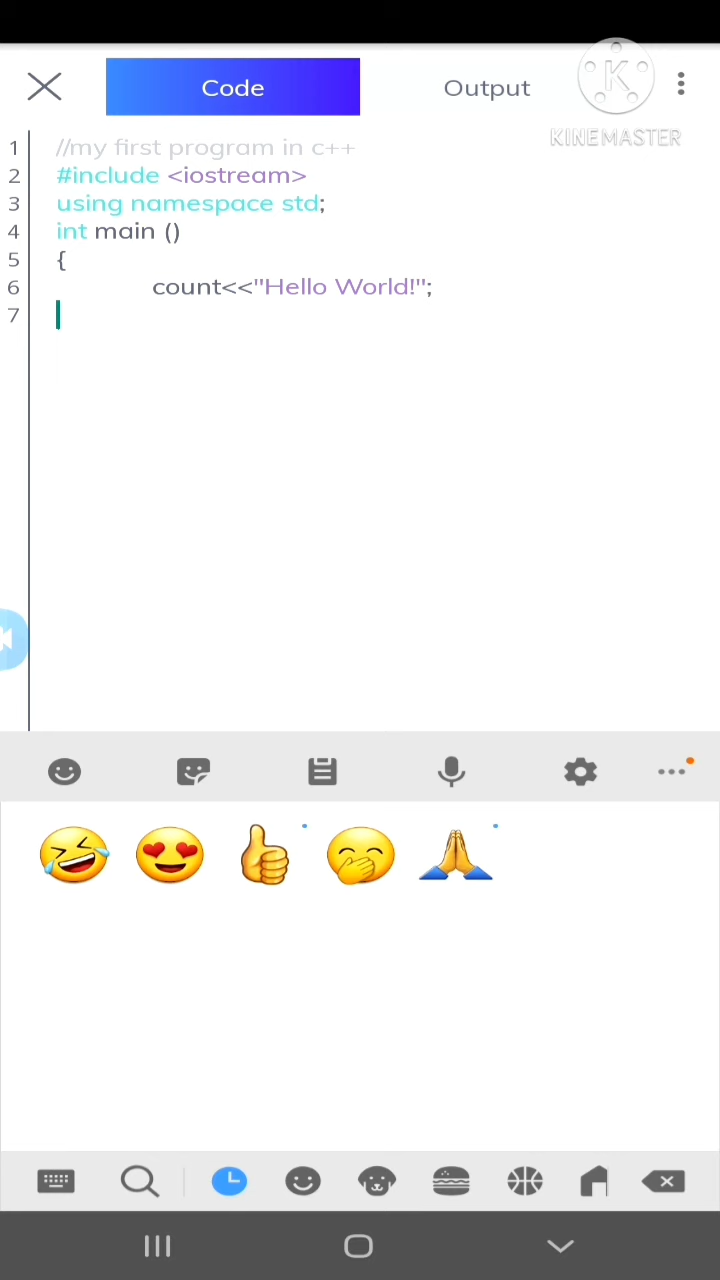 Code
Output
K
KINEMASTER
1 //my first program in c++
2 #include <iostream>
3 using namespace std;
4 int main ()
5 {
6 count<<"Hello World!";
7